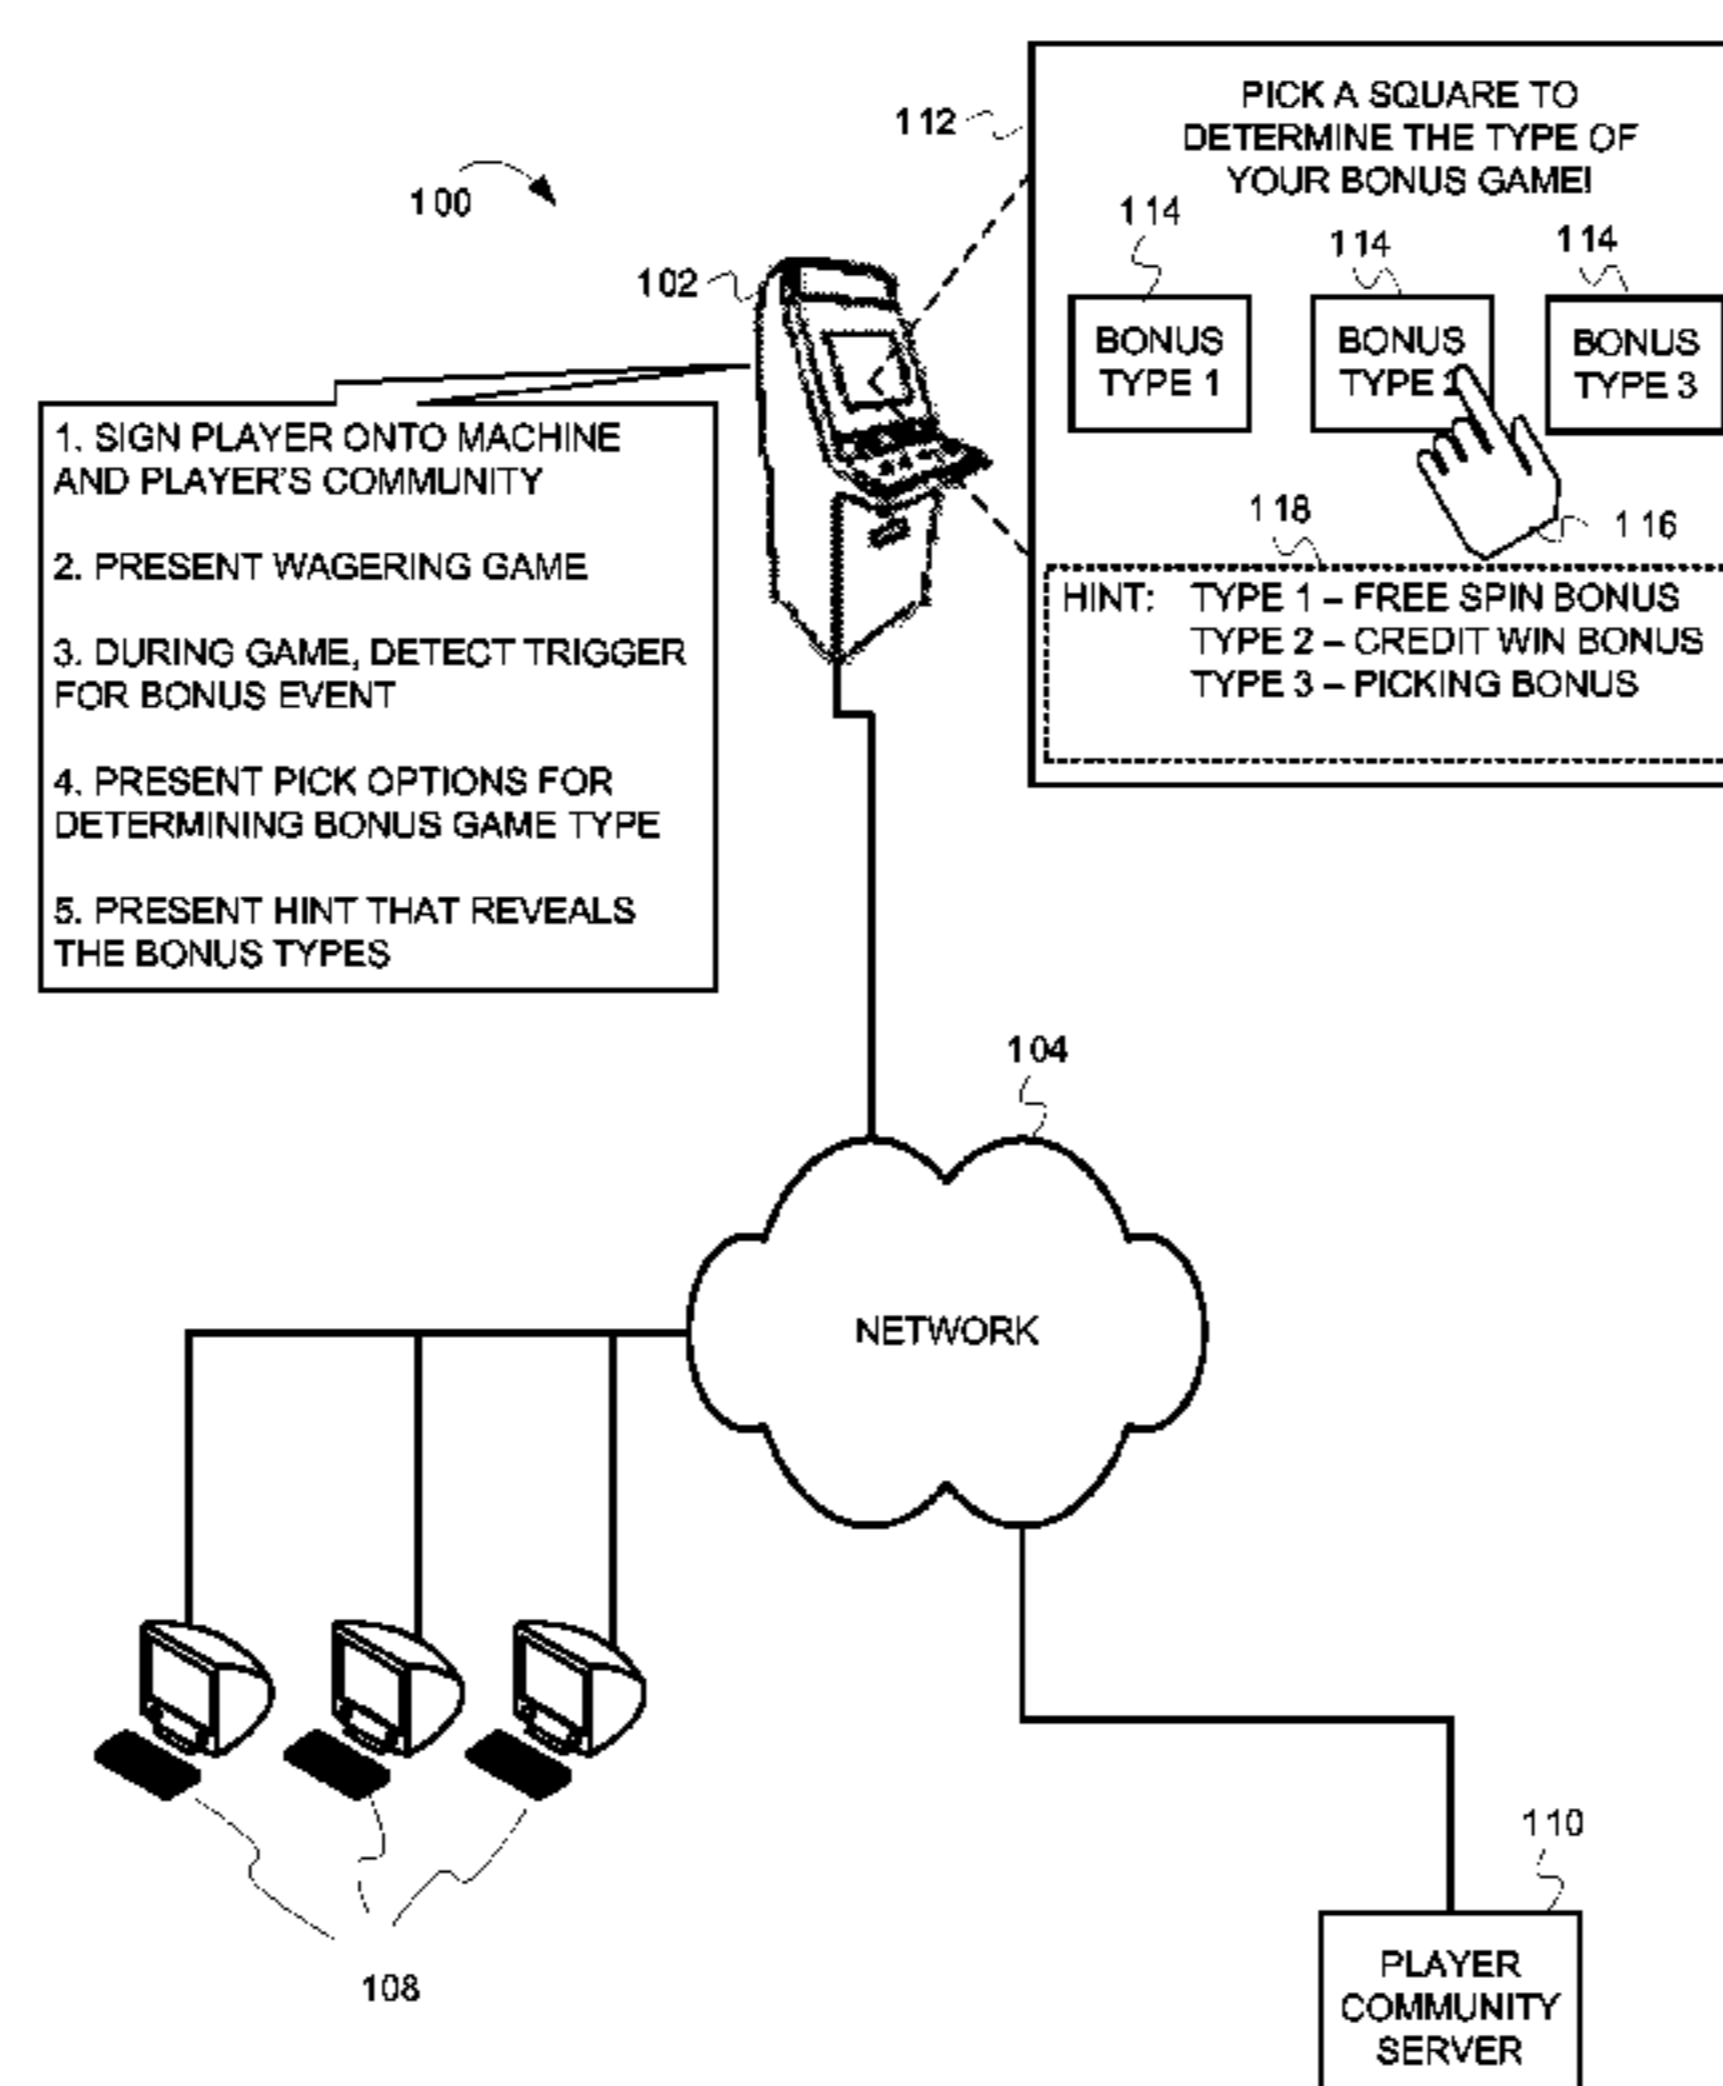 100
102
112
PICK A SQUARE TO
DETERMINE THE TYPE OF
YOUR BONUS GAME!
114
114
114
BONUS
TYPE 1
BONUS
TYPE 2
BONUS
TYPE 3
116
118
HINT: TYPE 1 – FREE SPIN BONUS
TYPE 2 – CREDIT WIN BONUS
TYPE 3 – PICKING BONUS
1. SIGN PLAYER ONTO MACHINE
AND PLAYER'S COMMUNITY
2. PRESENT WAGERING GAME
3. DURING GAME, DETECT TRIGGER
FOR BONUS EVENT
4. PRESENT PICK OPTIONS FOR
DETERMINING BONUS GAME TYPE
5. PRESENT HINT THAT REVEALS
THE BONUS TYPES
104
NETWORK
108
110
PLAYER
COMMUNITY
SERVER